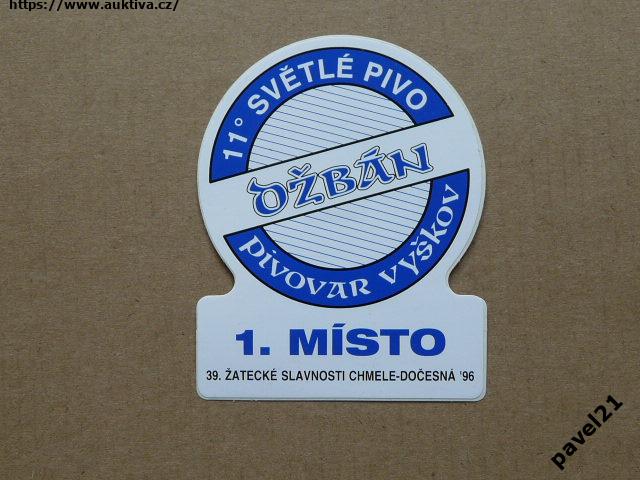 https://www.auktiva.cz/
11° SVĚTLÉ PIVO
DŽBÁN
PIVOVAR VYŠKOV
1. MÍSTO
39. ŽATECKÉ SLAVNOSTI CHMELE-DOČESNÁ '96
pavel21